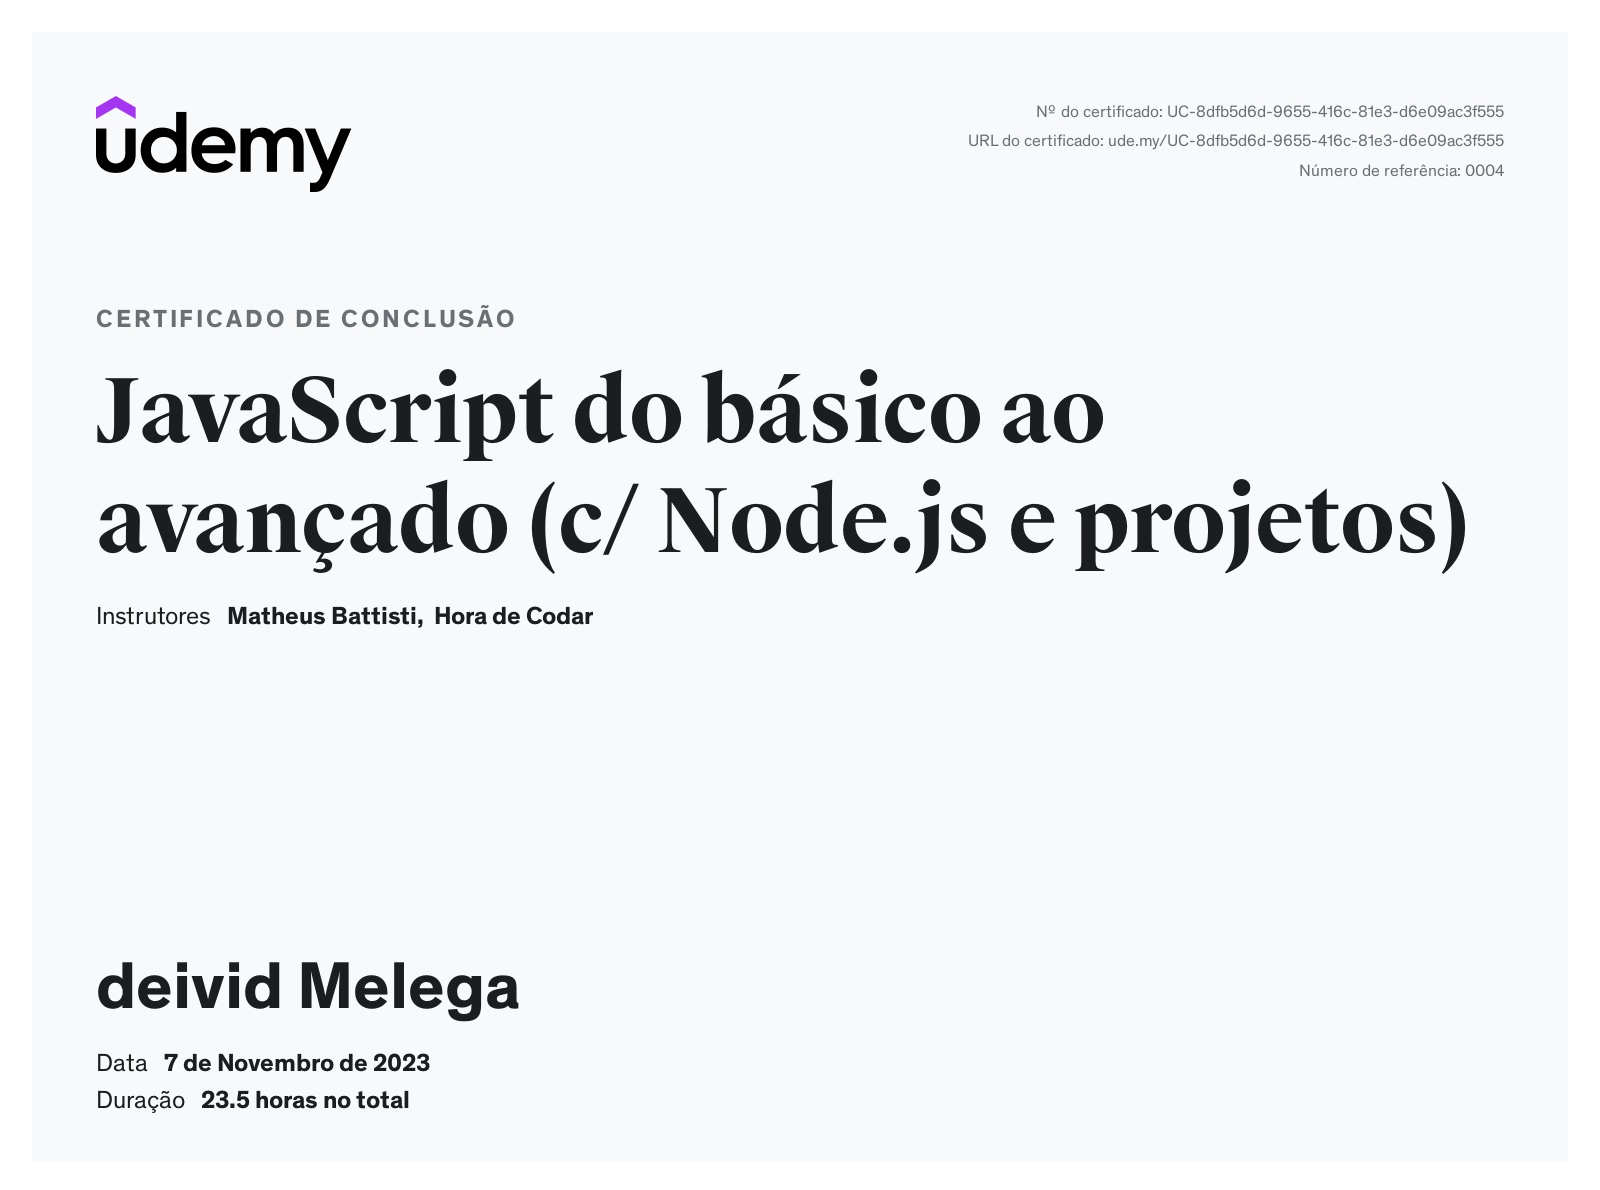 udemy
Nº do certificado: UC-8dfb5d6d-9655-416c-81e3-d6e09ac3f555
URL do certificado: ude.my/UC-8dfb5d6d-9655-416c-81e3-d6e09ac3f555
Número de referência: 0004
CERTIFICADO DE CONCLUSÃO
JavaScript do básico ao
avançado (c/ Node.js e projetos)
Instrutores Matheus Battisti, Hora de Codar
deivid Melega
Data 7 de Novembro de 2023
Duração 23.5 horas no total